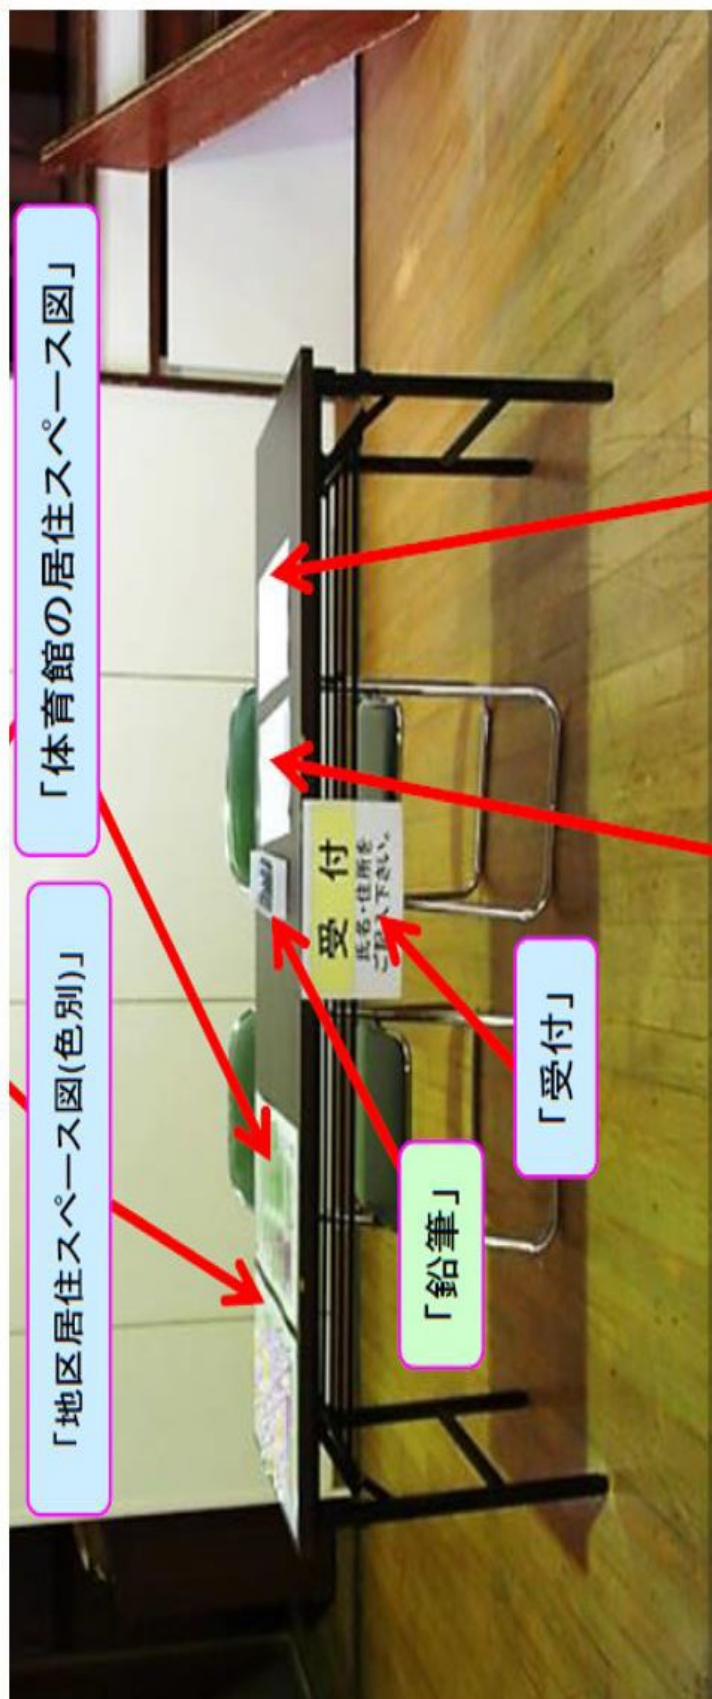 「地区居住スペース図(色別)」
「体育館の居住スペース図」
受付
氏名・住所を
ご記入下さい。
「鉛筆」
「受付」